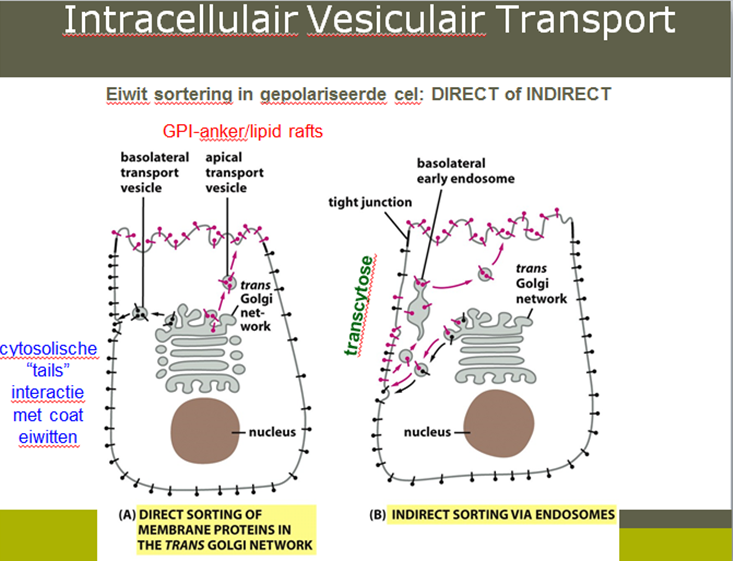 Intracellulair Vesiculair Transport
Eiwit sortering in gepolariseerde cel: DIRECT of INDIRECT
GPI-anker/lipid rafts
basolateral
transport
vesicle
apical
transport
vesicle
trans
Golgi
net-
work
cytosolische
“tails”
interactie
met coat
eiwitten
nucleus
(A) DIRECT SORTING OF
MEMBRANE PROTEINS IN
THE TRANS GOLGI NETWORK
basolateral
early endosome
tight junction
transcytose
trans
Golgi
network
nucleus
(B) INDIRECT SORTING VIA ENDOSOMES